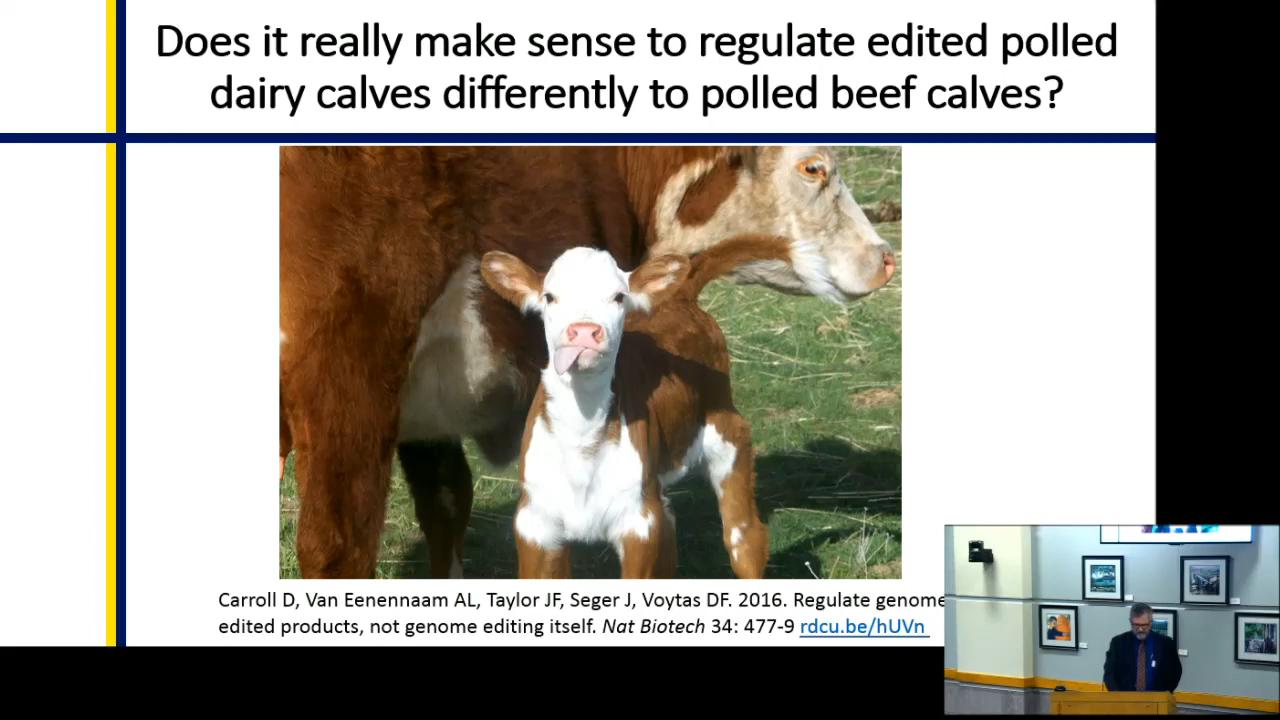 Does it really make sense to regulate edited polled
dairy calves differently to polled beef calves?
Carroll D, Van Eenennaam AL, Taylor JF, Seger J, Voytas DF. 2016. Regulate genome
edited products, not genome editing itself. Nat Biotech 34: 477-9 rdcu.be/hUVn